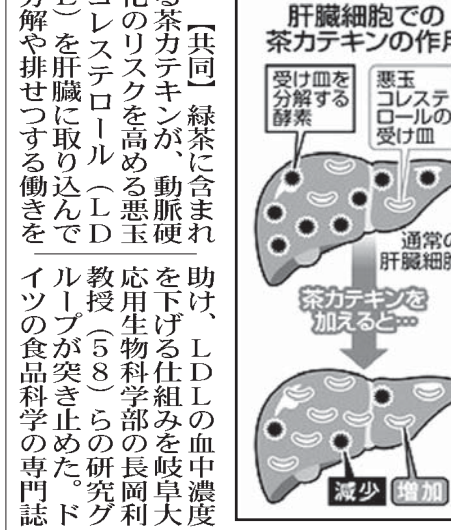 【共同】緑茶に含まれ
る茶カテキンが、動脈硬
化のリスクを高める悪玉
コレステロール（ＬＤ
Ｌ）を肝臓に取り込んで
分解や排せつする働きを
助け、ＬＤＬの血中濃度
を下げる仕組みを岐阜大
応用生物科学部の長岡利
教授（５８）らの研究グ
ループが突き止めた。ド
イツの食品科学の専門誌
肝臓細胞での
茶カテキンの作用
受け皿を
分解する
酵素
悪玉
コレステ
ロールの
受け皿
通常の
肝臓細胞
茶カテキンを
加えると…
減少
増加